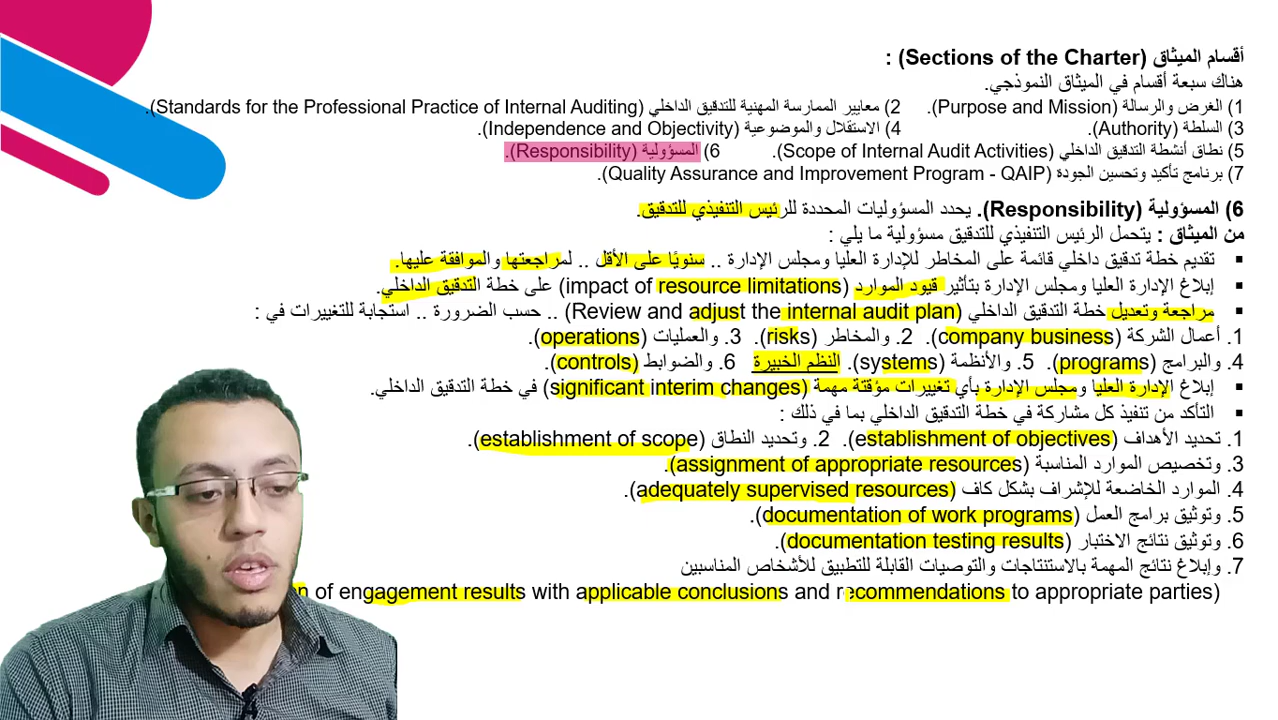 أقسام الميثاق (Sections of the Charter) :
هناك سبعة أقسام في الميثاق النموذجي.
1) الغرض والرسالة (Purpose and Mission). 2) معايير الممارسة المهنية للتدقيق الداخلي (Standards for the Professional Practice of Internal Auditing).
3) السلطة (Authority). 4) الاستقلال والموضوعية (Independence and Objectivity).
5) نطاق أنشطة التدقيق الداخلي (Scope of Internal Audit Activities). 6) المسؤولية (Responsibility).
7) برنامج تأكيد وتحسين الجودة (Quality Assurance and Improvement Program - QAIP).
6) المسؤولية (Responsibility). يحدد المسؤوليات المحددة للرئيس التنفيذي للتدقيق.
من الميثاق : يتحمل الرئيس التنفيذي للتدقيق مسؤولية ما يلي :
▪ تقديم خطة تدقيق داخلي قائمة على المخاطر للإدارة العليا ومجلس الإدارة .. سنويًا على الأقل .. لمراجعتها والموافقة عليها.
▪ إبلاغ الإدارة العليا ومجلس الإدارة بتأثير قيود الموارد (impact of resource limitations) على خطة التدقيق الداخلي.
▪ مراجعة وتعديل خطة التدقيق الداخلي (Review and adjust the internal audit plan) .. حسب الضرورة .. استجابة للتغييرات في :
1. أعمال الشركة (company business). 2. والمخاطر (risks). 3. والعمليات (operations).
4. والبرامج (programs). 5. والأنظمة (systems). النظم الخبيرة 6. والضوابط (controls).
▪ إبلاغ الإدارة العليا ومجلس الإدارة بأي تغييرات مؤقتة مهمة (significant interim changes) في خطة التدقيق الداخلي.
▪ التأكد من تنفيذ كل مشاركة في خطة التدقيق الداخلي بما في ذلك :
1. تحديد الأهداف (establishment of objectives). 2. وتحديد النطاق (establishment of scope).
3. وتخصيص الموارد المناسبة (assignment of appropriate resources).
4. الموارد الخاضعة للإشراف بشكل كاف (adequately supervised resources).
5. وتوثيق برامج العمل (documentation of work programs).
6. وتوثيق نتائج الاختبار (documentation testing results).
7. وإبلاغ نتائج المهمة بالاستنتاجات والتوصيات القابلة للتطبيق للأشخاص المناسبين
of engagement results with applicable conclusions and recommendations to appropriate parties)